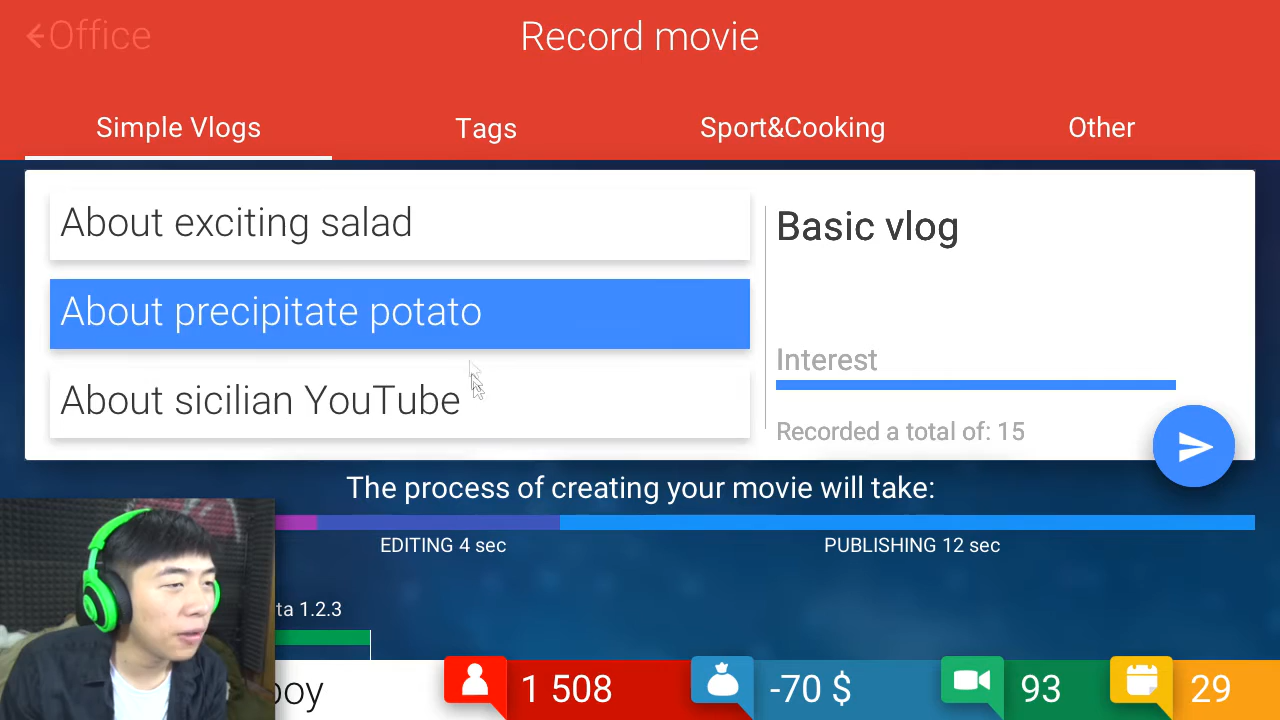 Office
Record movie
Simple Vlogs
Tags
Sport&Cooking
Other
About exciting salad
About precipitate potato
About sicilian YouTube
Basic vlog
Interest
Recorded a total of: 15
The process of creating your movie will take:
EDITING 4 sec
PUBLISHING 12 sec
ta 1.2.3
boy
1 508
-70 $
93
29